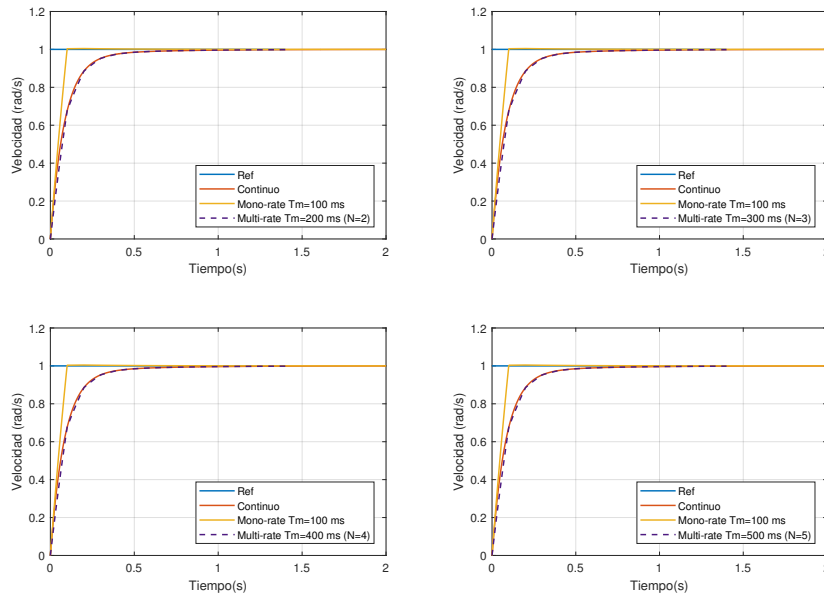 1.2
1
0.8
0.6
0.4
0.2
0
Velocidad (rad/s)
Ref
Continuo
Mono-rate Tm=100 ms
Multi-rate Tm=200 ms (N=2)
0 0.5 1 1.5 2
Tiempo(s)
1.2
1
0.8
0.6
0.4
0.2
0
Velocidad (rad/s)
Ref
Continuo
Mono-rate Tm=100 ms
Multi-rate Tm=300 ms (N=3)
0 0.5 1 1.5 2
Tiempo(s)
1.2
1
0.8
0.6
0.4
0.2
0
Velocidad (rad/s)
Ref
Continuo
Mono-rate Tm=100 ms
Multi-rate Tm=400 ms (N=4)
0 0.5 1 1.5 2
Tiempo(s)
1.2
1
0.8
0.6
0.4
0.2
0
Velocidad (rad/s)
Ref
Continuo
Mono-rate Tm=100 ms
Multi-rate Tm=500 ms (N=5)
0 0.5 1 1.5 2
Tiempo(s)